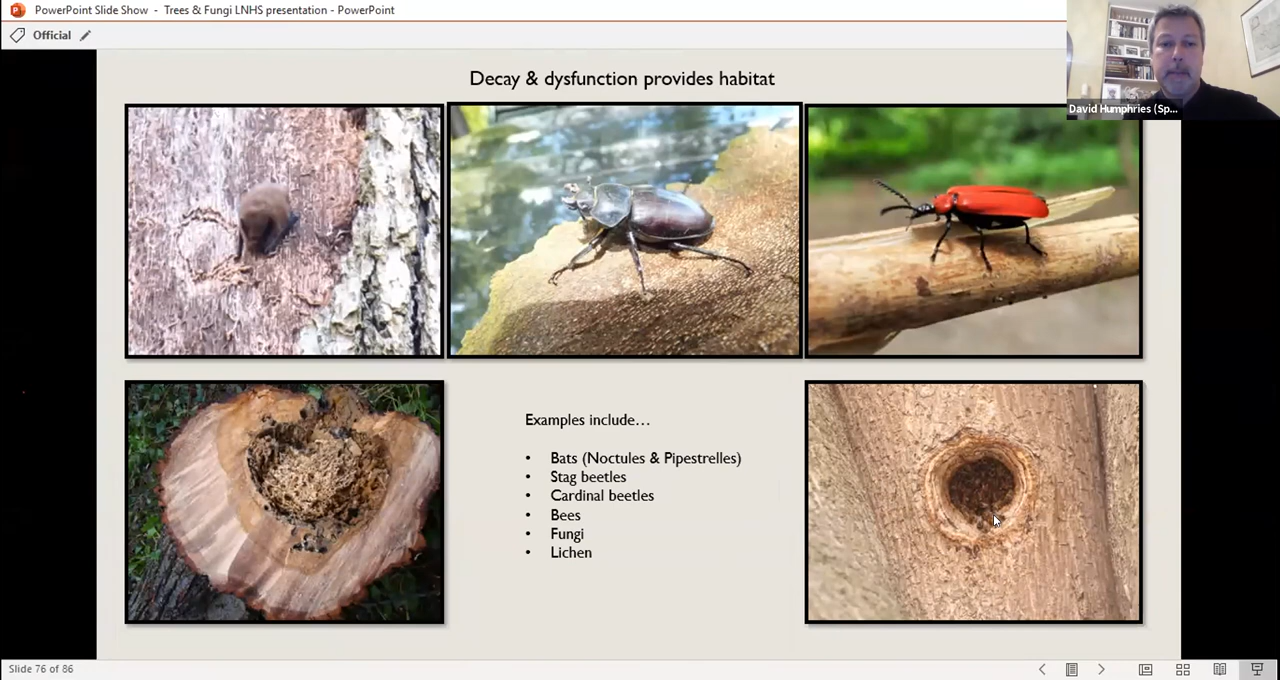 PowerPoint Slide Show - Trees & Fungi LNHS presentation - PowerPoint
Official
David Humphries (Sp...
Decay & dysfunction provides habitat
Examples include...
• Bats (Noctules & Pipestrelles)
• Stag beetles
• Cardinal beetles
• Bees
• Fungi
• Lichen
Slide 76 of 86